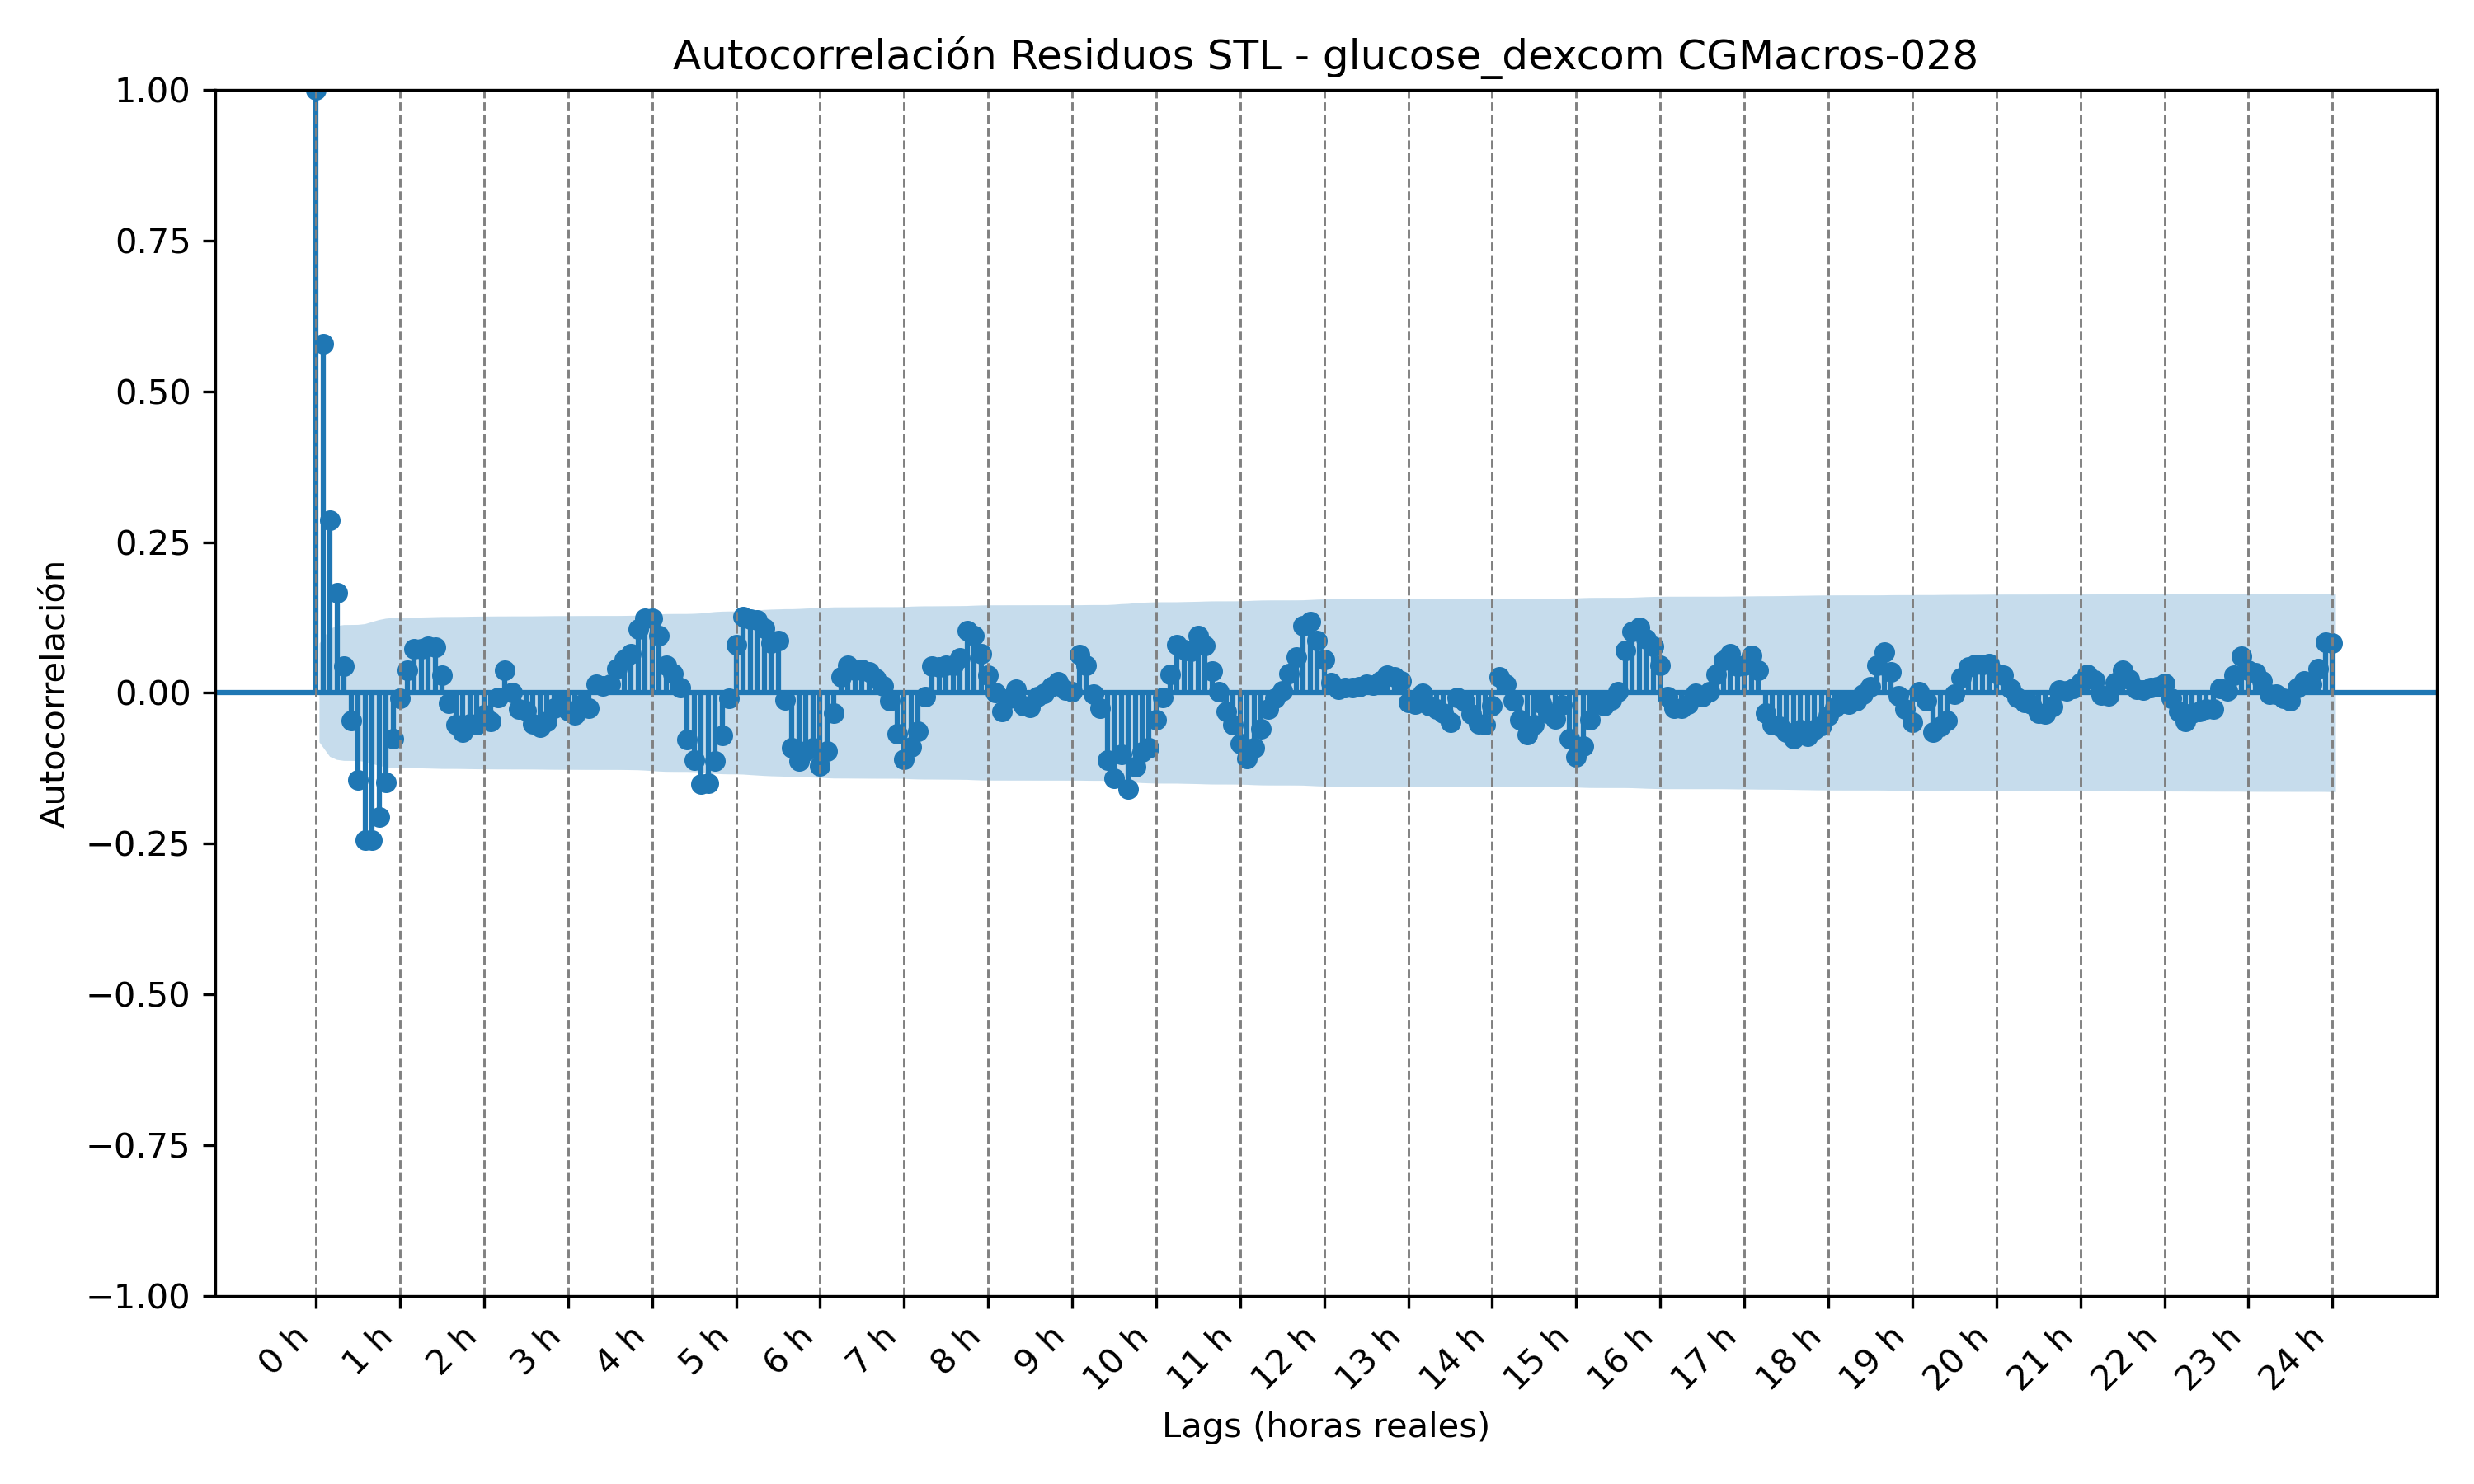 Autocorrelación Residuos STL - glucose_dexcom CGMacros-028
Autocorrelación
1.00
0.75
0.50
0.25
0.00
−0.25
−0.50
−0.75
−1.00
0 h
1 h
2 h
3 h
4 h
5 h
6 h
7 h
8 h
9 h
10 h
11 h
12 h
13 h
14 h
15 h
16 h
17 h
18 h
19 h
20 h
21 h
22 h
23 h
24 h
Lags (horas reales)